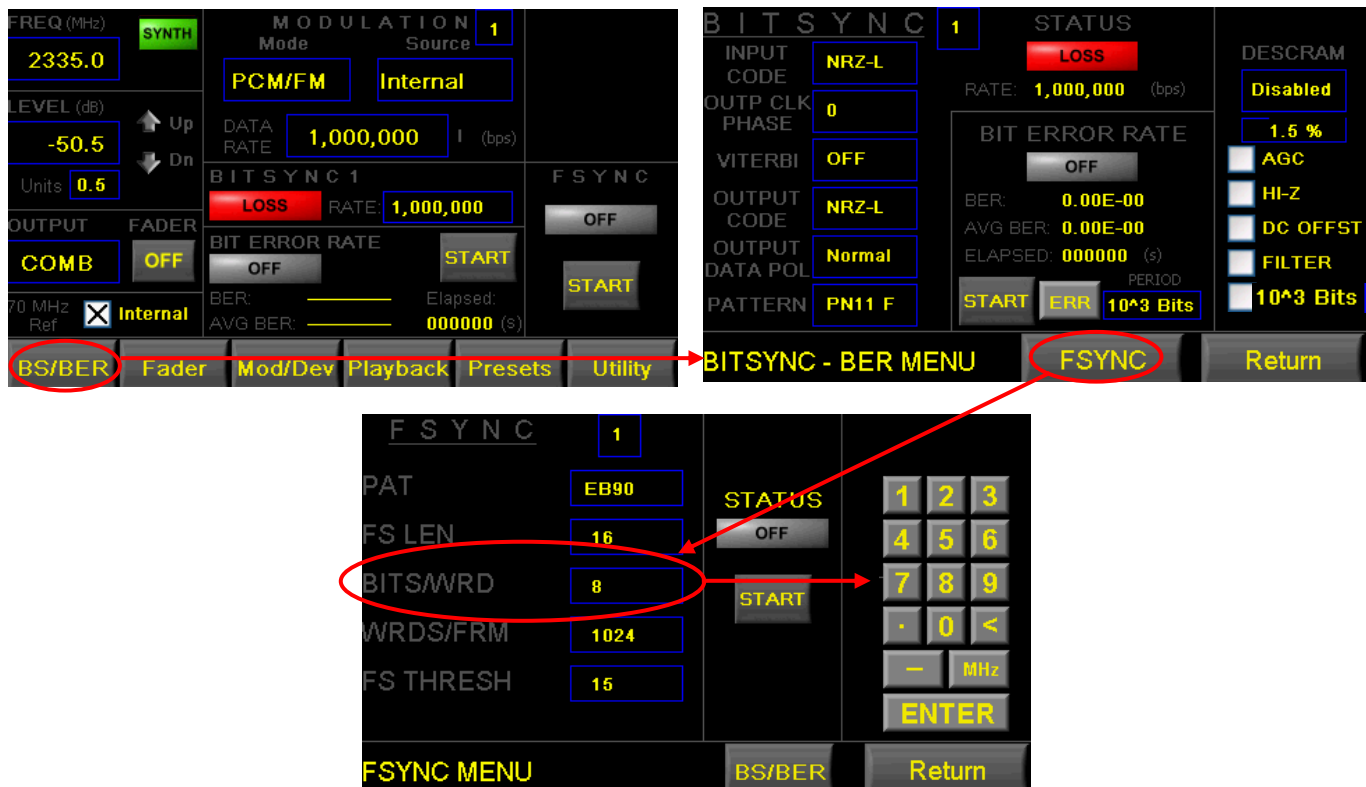 FREQ (MHz)
SYNTH
2335.0
LEVEL (dB)
-50.5
Up
Dn
Units 0.5
OUTPUT FADER
COMB OFF
70 MHz Ref
Internal
MODULATION 1
Mode Source
PCM/FM Internal
DATA RATE 1,000,000 I (bps)
BITSYNC 1
LOSS RATE: 1,000,000
BIT ERROR RATE
OFF START
BER: Elapsed:
AVG BER: 000000 (s)
FSYNC
OFF
START
BS/BER Fader Mod/Dev Playback Presets Utility
BITSYNC 1
INPUT CODE NRZ-L
OUTP CLK PHASE 0
VITERBI OFF
OUTPUT CODE NRZ-L
OUTPUT DATA POL Normal
PATTERN PN11 F
STATUS
LOSS
RATE: 1,000,000 (bps)
BIT ERROR RATE
OFF
BER: 0.00E-00
AVG BER: 0.00E-00
ELAPSED: 000000 (s)
PERIOD
START ERR 10^3 Bits
DESCRAM
Disabled
1.5 %
AGC
HI-Z
DC OFFST
FILTER
10^3 Bits
BITSYNC - BER MENU FSYNC Return
FSYNC 1
PAT EB90
FS LEN 16
BITS/WRD 8
WRDS/FRM 1024
FS THRESH 15
STATUS
OFF
START
1 2 3
4 5 6
7 8 9
. 0 <
- MHz
ENTER
FSYNC MENU BS/BER Return